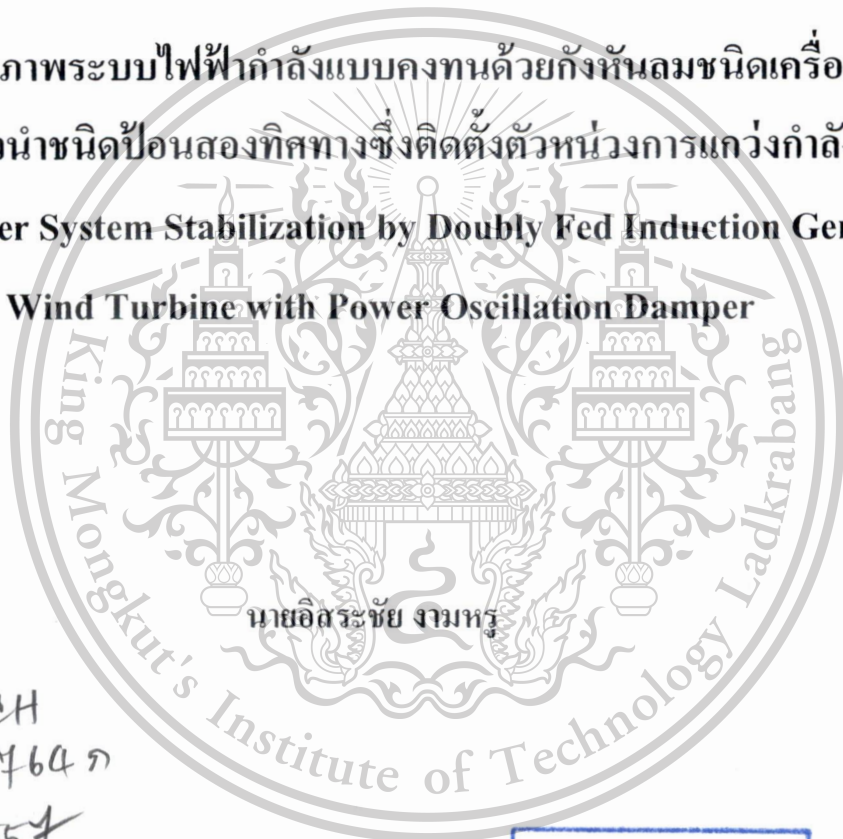 ภาพระบบไฟฟ้ากำลังแบบคงทนด้วยกังหันลมชนิดเครื่อ
นำชนิดป้อนสองทิศทางซึ่งติดตั้งตัวหน่วงการแกว่งกำลั
er System Stabilization by Doubly Fed Induction Ger
Wind Turbine with Power Oscillation Damper
King Mongkut's Institute of Technology Ladkrabang
นายอิสระชัย งามหรู
764 ก